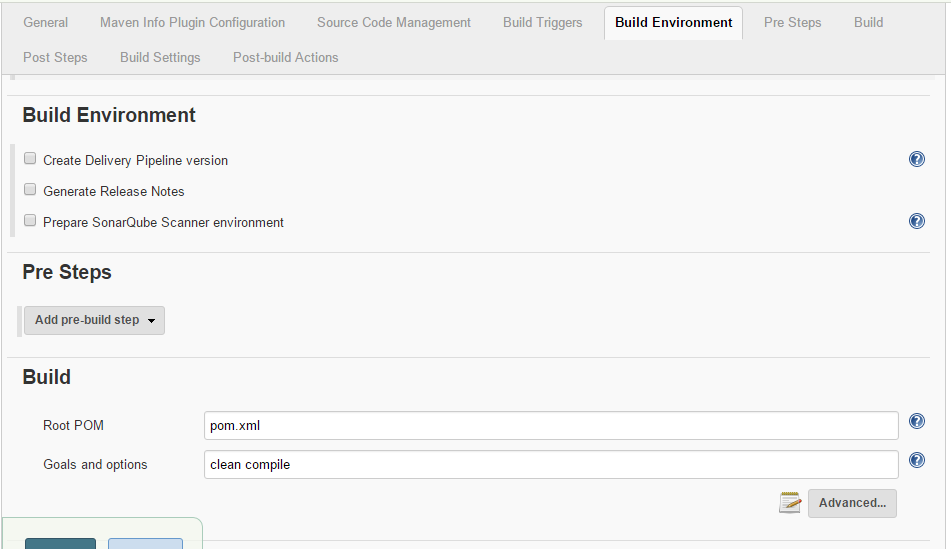 General Maven Info Plugin Configuration Source Code Management Build Triggers Build Environment Pre Steps Build
Post Steps Build Settings Post-build Actions
Build Environment
Create Delivery Pipeline version
Generate Release Notes
Prepare SonarQube Scanner environment
Pre Steps
Add pre-build step
Build
Root POM pom.xml
Goals and options clean compile
Advanced...